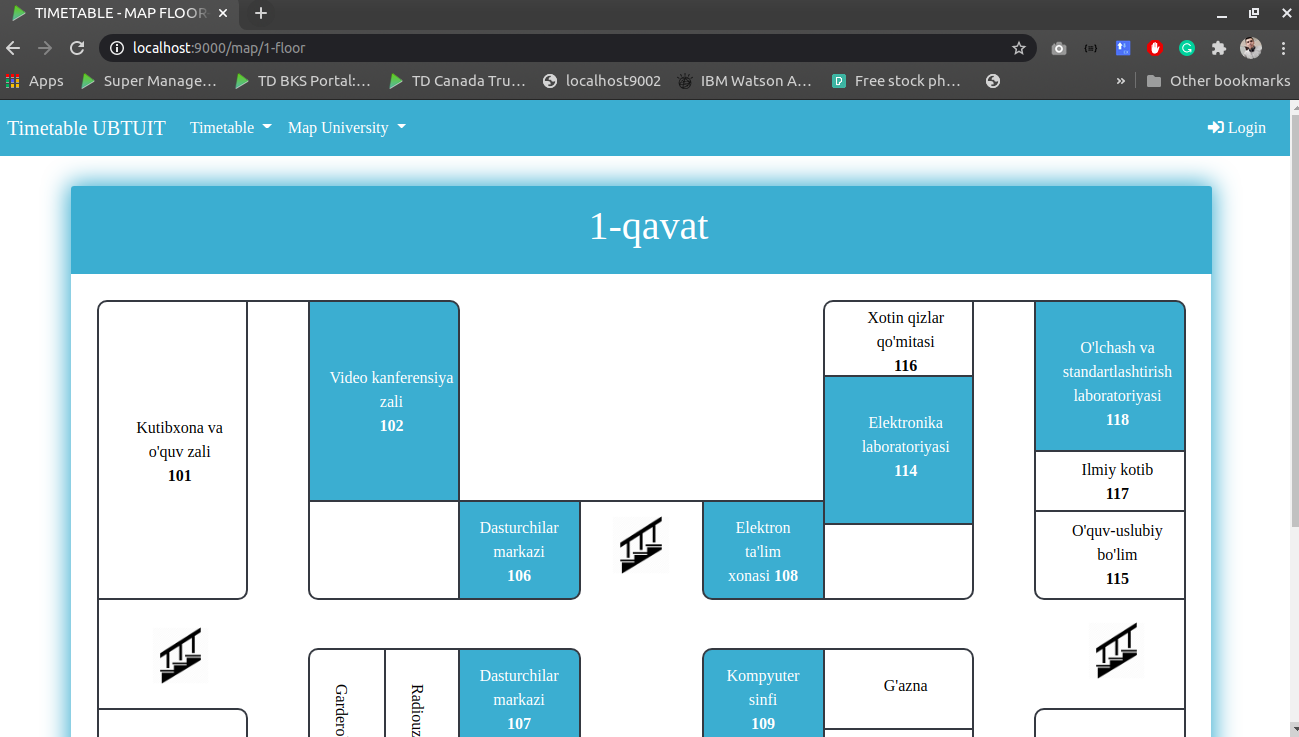 TIMETABLE - MAP FLOOR
localhost:9000/map/1-floor
Apps
Super Manage…
TD BKS Portal:…
TD Canada Tru…
localhost9002
IBM Watson A…
Free stock ph…
»
Other bookmarks
Timetable UBTUIT
Timetable
Map University
Login
1-qavat
Kutibxona va
o'quv zali
101
Video kanferensiya
zali
102
Dasturchilar
markazi
106
Elektron
ta'lim
xonasi 108
Xotin qizlar
qo'mitasi
116
Elektronika
laboratoriyasi
114
O'lchash va
standartlashtirish
laboratoriyasi
118
Ilmiy kotib
117
O'quv-uslubiy
bo'lim
115
Gardero
Radiouz
Dasturchilar
markazi
107
Kompyuter
sinfi
109
G'azna